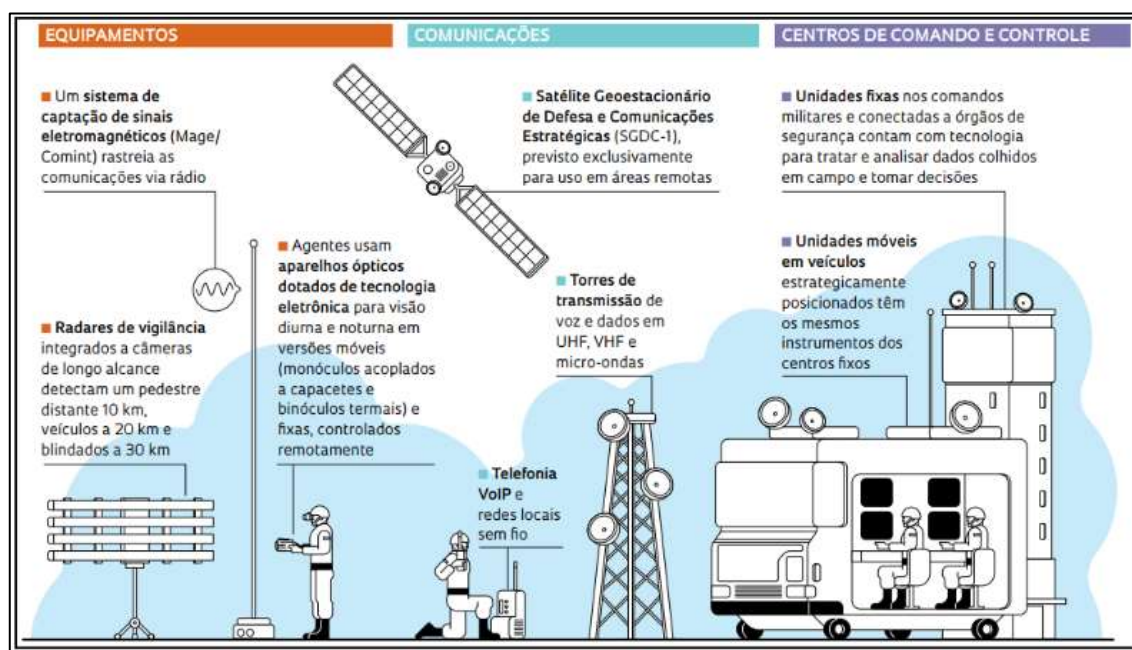 EQUIPAMENTOS
■ Um sistema de
captação de sinais
eletromagnéticos (Mage/
Comint) rastreia as
comunicações via rádio
■ Radares de vigilância
integrados a câmeras
de longo alcance
detectam um pedestre
distante 10 km,
veículos a 20 km e
blindados a 30 km
■ Agentes usam
aparelhos ópticos
dotados de tecnologia
eletrônica para visão
diurna e noturna em
versões móveis
(monóculos acoplados
a capacetes e
binóculos termais) e
fixas, controlados
remotamente
COMUNICAÇÕES
■ Satélite Geoestacionário
de Defesa e Comunicações
Estratégicas (SGDC-1),
previsto exclusivamente
para uso em áreas remotas
■ Torres de
transmissão de
voz e dados em
UHF, VHF e
micro-ondas
■ Telefonia
VoIP e
redes locais
sem fio
CENTROS DE COMANDO E CONTROLE
■ Unidades fixas nos comandos
militares e conectadas a órgãos de
segurança contam com tecnologia
para tratar e analisar dados colhidos
em campo e tomar decisões
■ Unidades móveis
em veículos
estrategicamente
posicionados têm
os mesmos
instrumentos dos
centros fixos